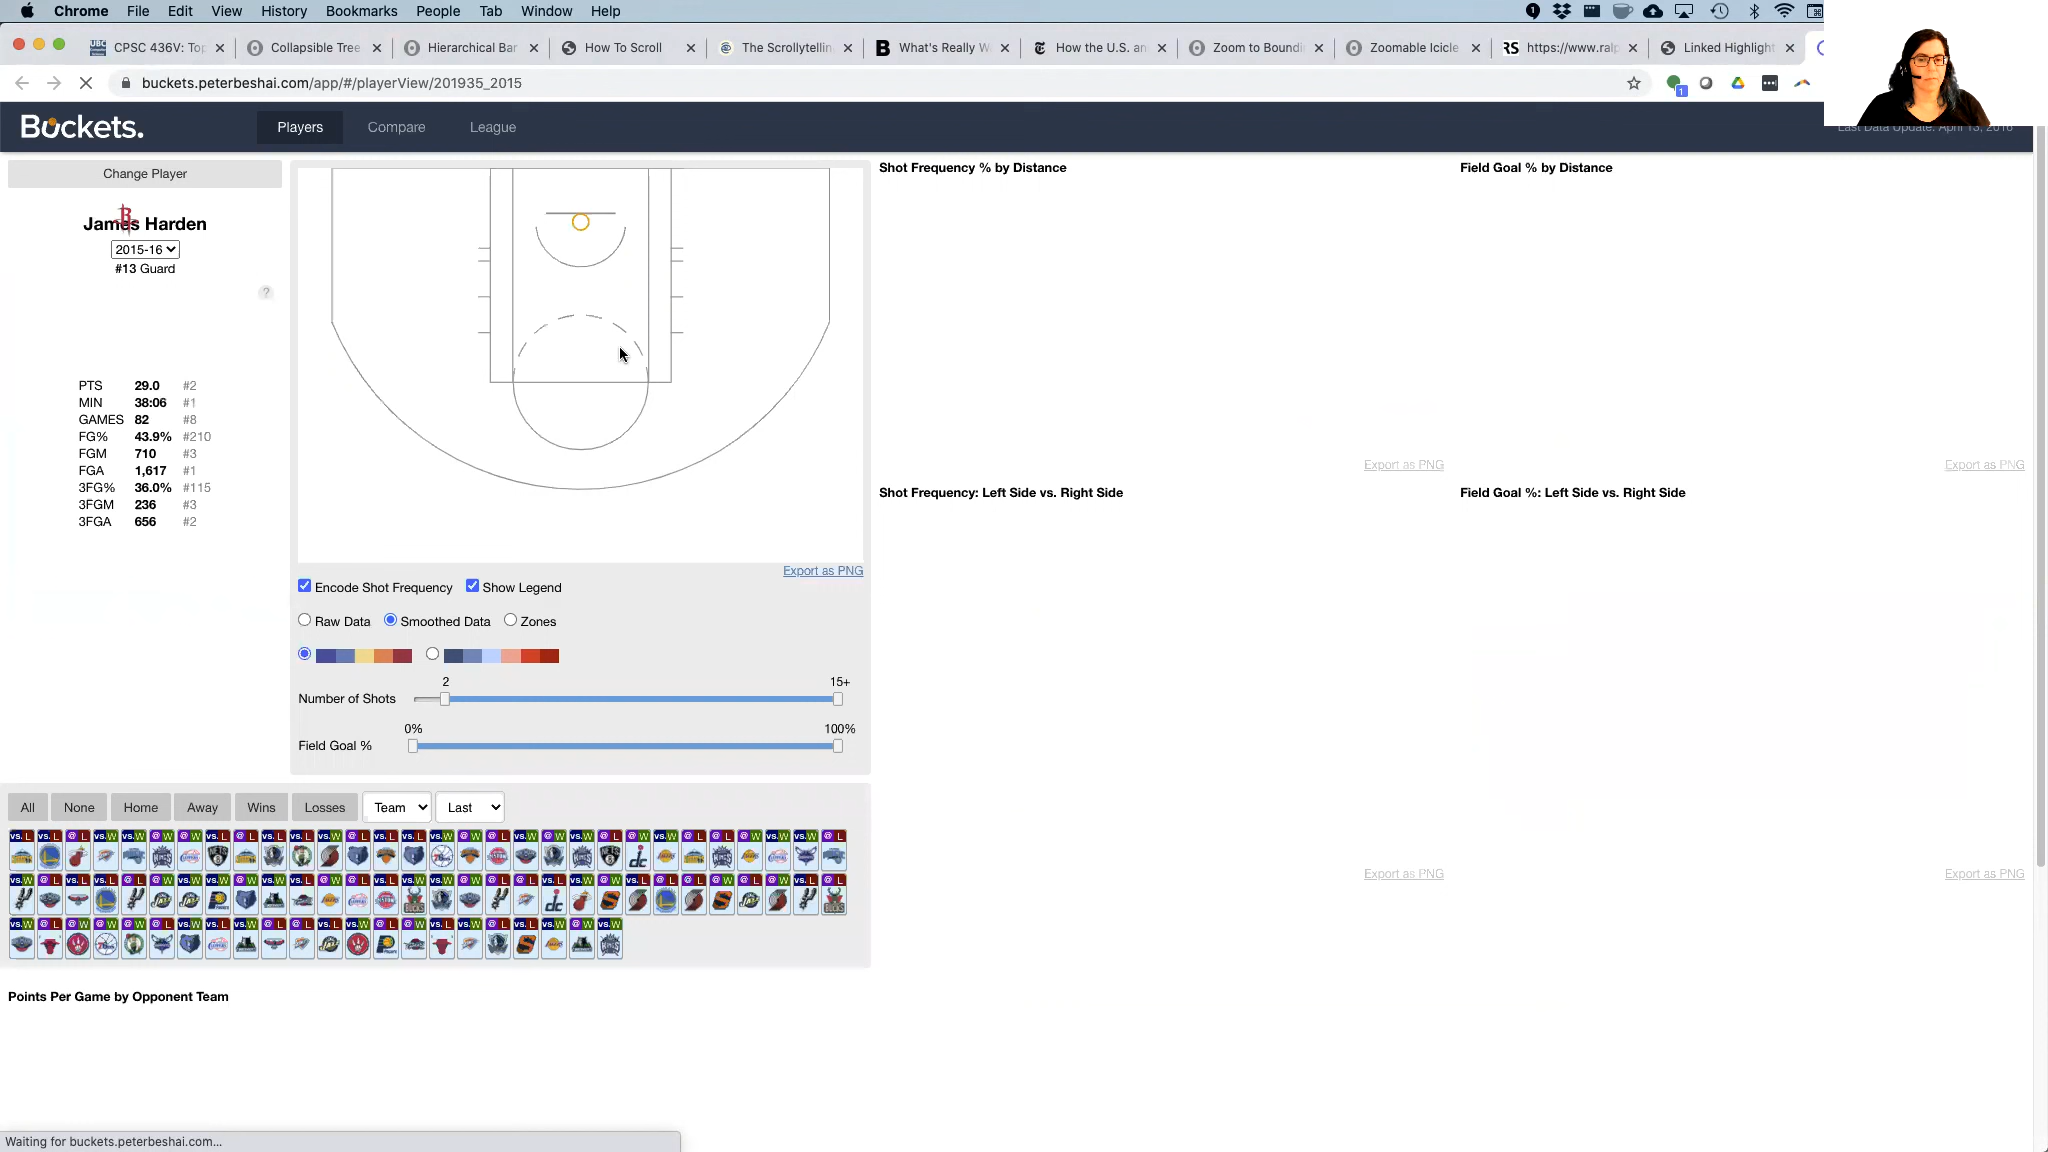 Chrome File Edit View History Bookmarks People Tab Window Help
CPSC 436V: Top
Collapsible Tree
Hierarchical Bar
How To Scroll
The Scrollytellin
What's Really W
How the U.S. an
Zoom to Boundi
Zoomable Icicle
https://www.ralp
Linked Highlight
buckets.peterbeshai.com/app/#/playerView/201935_2015
Buckets. Players Compare League
Last Data Update: April 13, 2016
Change Player
James Harden
2015-16
#13 Guard
?
PTS 29.0 #2
MIN 38:06 #1
GAMES 82 #8
FG% 43.9% #210
FGM 710 #3
FGA 1,617 #1
3FG% 36.0% #115
3FGM 236 #3
3FGA 656 #2
Export as PNG
Encode Shot Frequency Show Legend
Raw Data Smoothed Data Zones
2 15+
Number of Shots
0% 100%
Field Goal %
Shot Frequency % by Distance
Export as PNG
Field Goal % by Distance
Export as PNG
Shot Frequency: Left Side vs. Right Side
Export as PNG
Field Goal %: Left Side vs. Right Side
Export as PNG
All None Home Away Wins Losses Team Last
Points Per Game by Opponent Team
Waiting for buckets.peterbeshai.com...